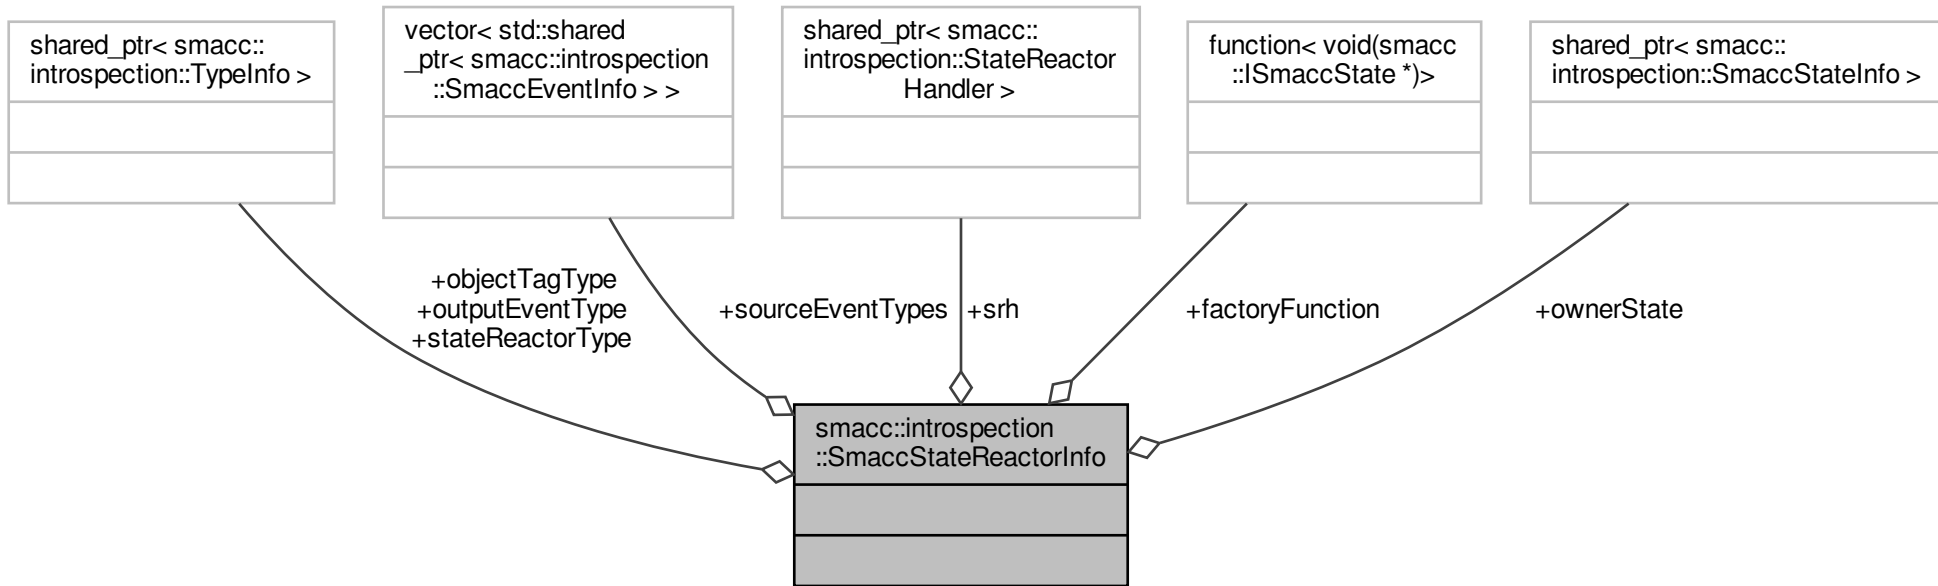 shared_ptr< smacc::
introspection::TypeInfo >
vector< std::shared
_ptr< smacc::introspection
::SmaccEventInfo > >
shared_ptr< smacc::
introspection::StateReactor
Handler >
function< void(smacc
::ISmaccState *)>
shared_ptr< smacc::
introspection::SmaccStateInfo >
+objectTagType
+outputEventType
+stateReactorType
+sourceEventTypes
+srh
+factoryFunction
+ownerState
smacc::introspection
::SmaccStateReactorInfo